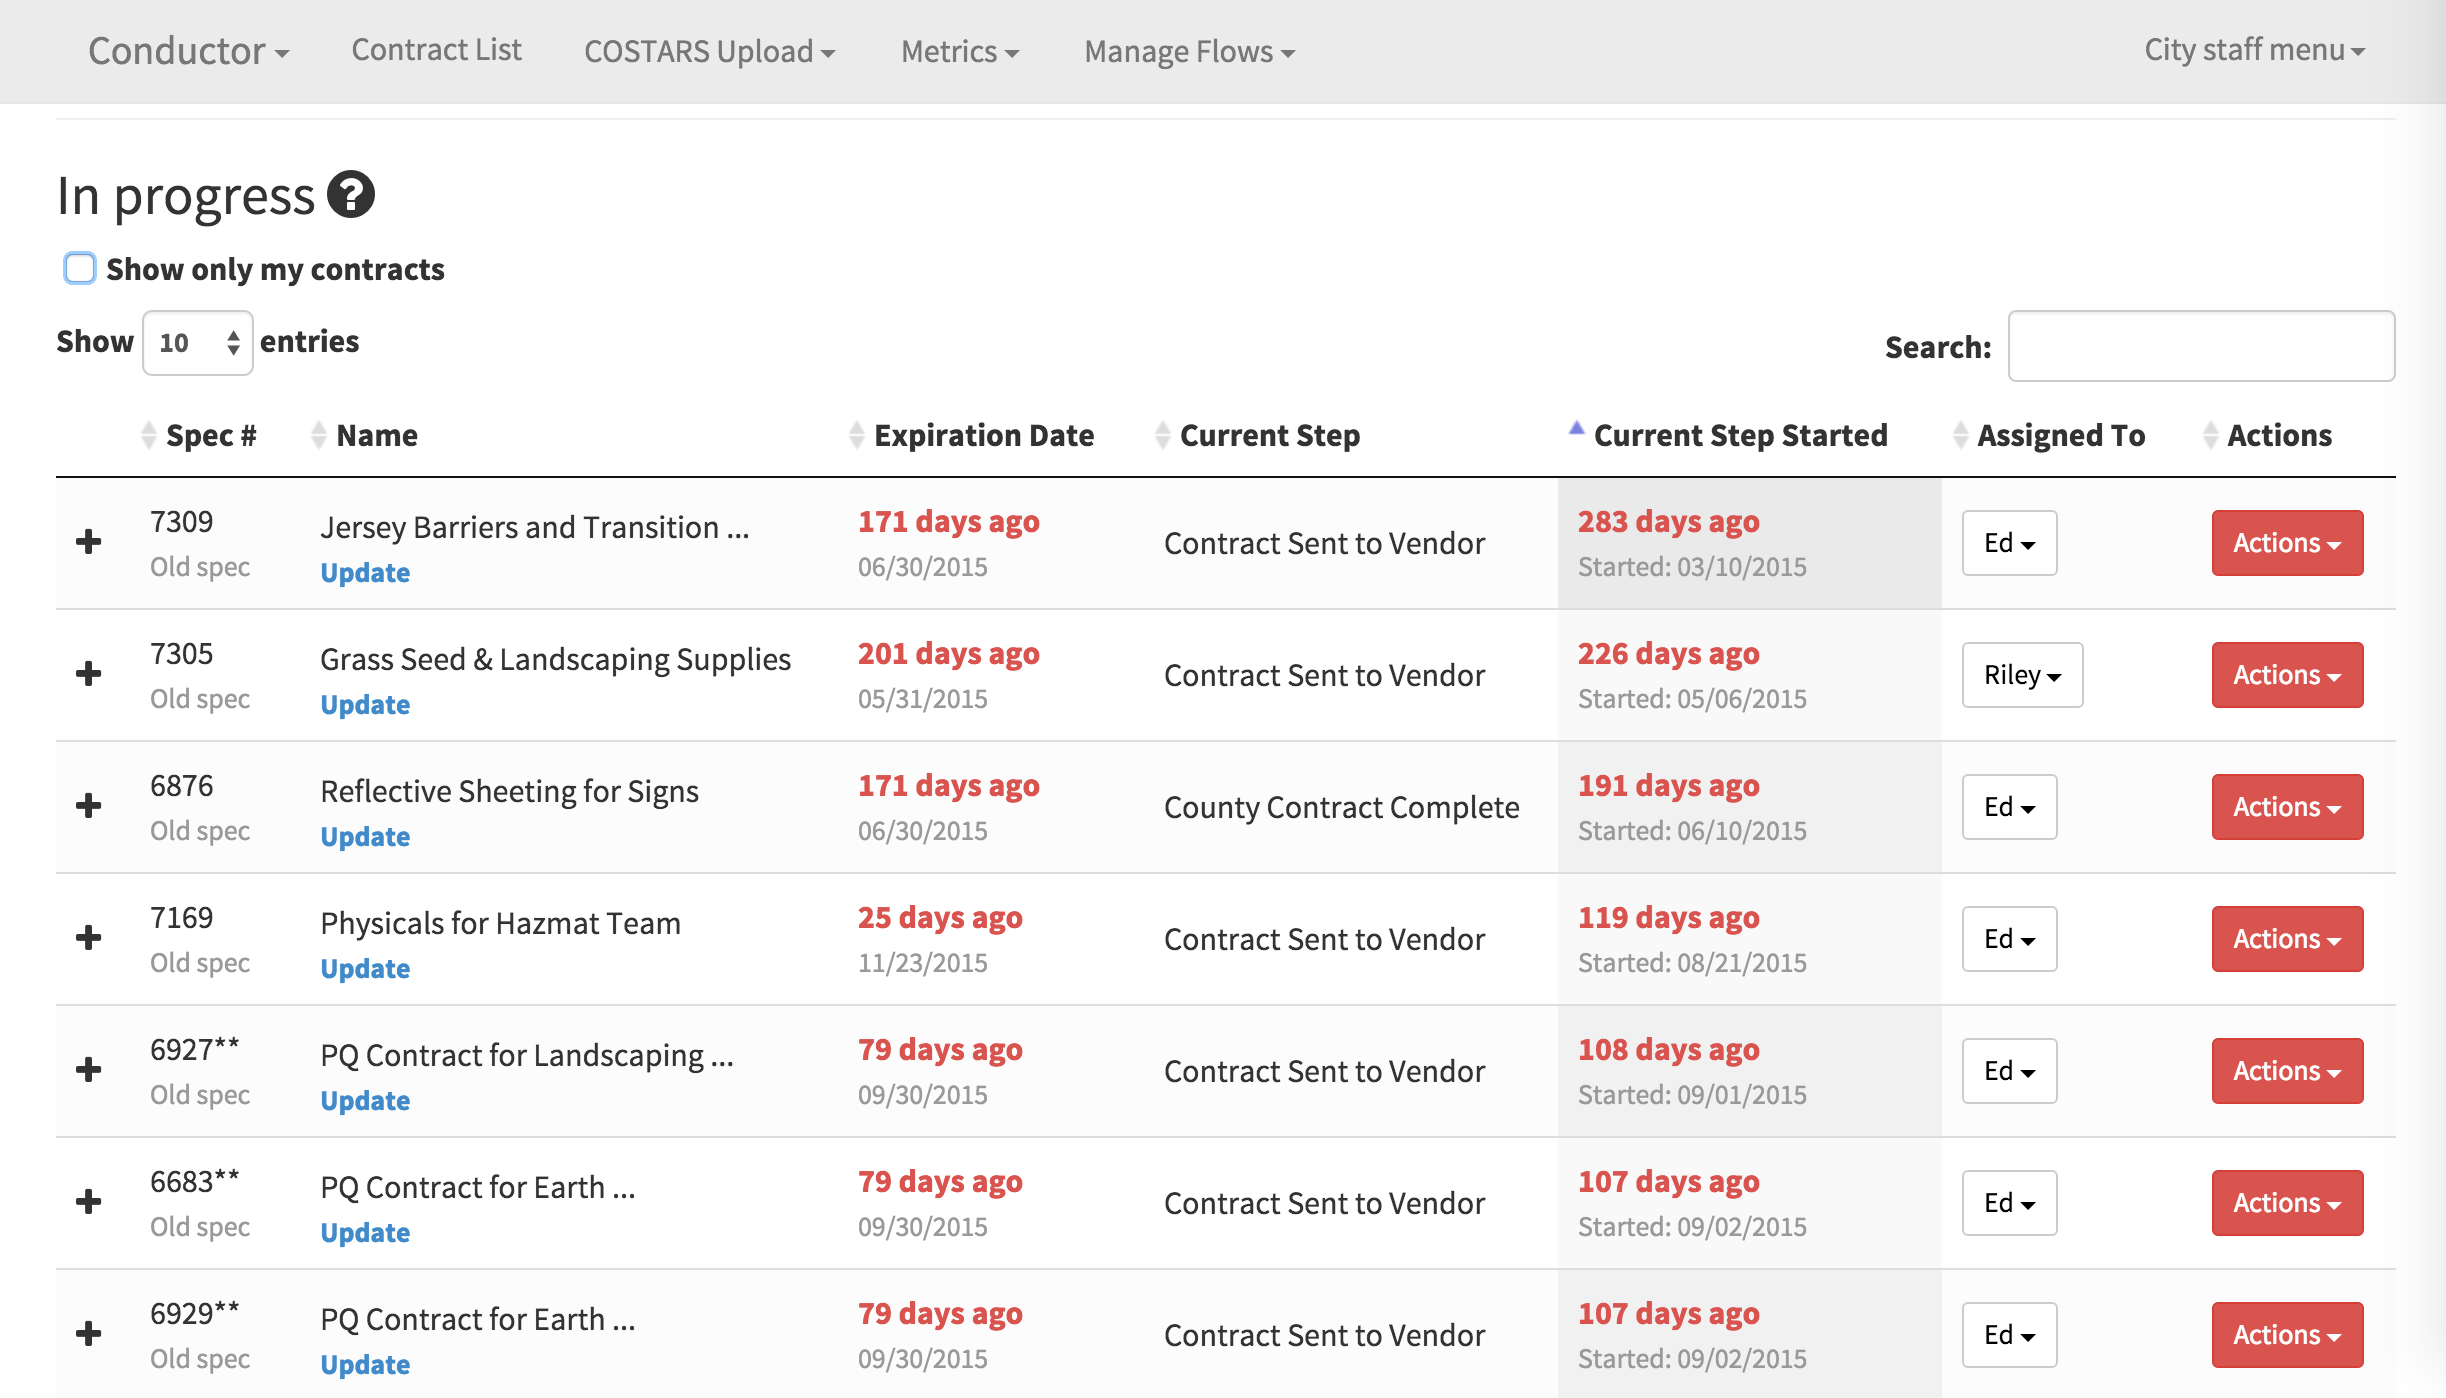 Conductor Contract List COSTARS Upload Metrics Manage Flows City staff menu
In progress ?
Show only my contracts
Show 10 entries Search:
Spec # Name Expiration Date Current Step Current Step Started Assigned To Actions
7309 Jersey Barriers and Transition ... 171 days ago Contract Sent to Vendor 283 days ago Ed Actions
Old spec Update 06/30/2015 Started: 03/10/2015
7305 Grass Seed & Landscaping Supplies 201 days ago Contract Sent to Vendor 226 days ago Riley Actions
Old spec Update 05/31/2015 Started: 05/06/2015
6876 Reflective Sheeting for Signs 171 days ago County Contract Complete 191 days ago Ed Actions
Old spec Update 06/30/2015 Started: 06/10/2015
7169 Physicals for Hazmat Team 25 days ago Contract Sent to Vendor 119 days ago Ed Actions
Old spec Update 11/23/2015 Started: 08/21/2015
6927** PQ Contract for Landscaping ... 79 days ago Contract Sent to Vendor 108 days ago Ed Actions
Old spec Update 09/30/2015 Started: 09/01/2015
6683** PQ Contract for Earth ... 79 days ago Contract Sent to Vendor 107 days ago Ed Actions
Old spec Update 09/30/2015 Started: 09/02/2015
6929** PQ Contract for Earth ... 79 days ago Contract Sent to Vendor 107 days ago Ed Actions
Old spec Update 09/30/2015 Started: 09/02/2015